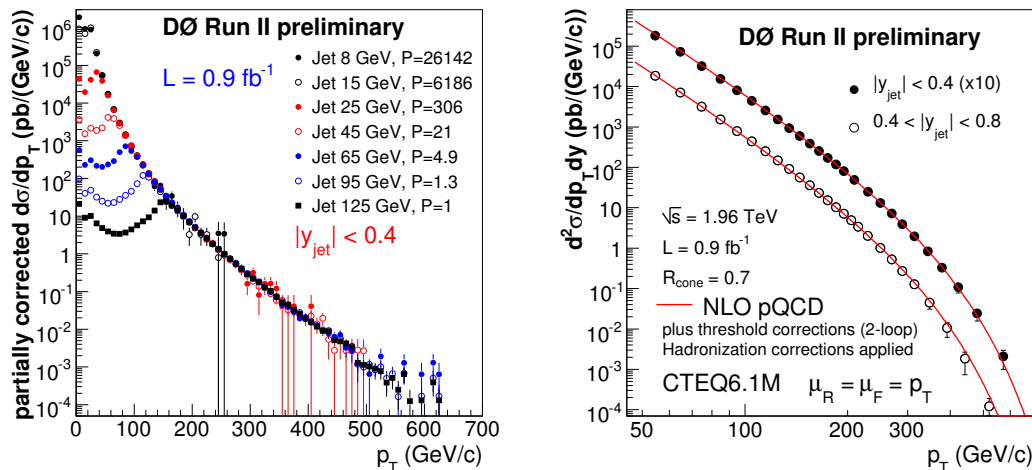 DØ Run II preliminary
L = 0.9 fb⁻¹
Jet 8 GeV, P=26142
Jet 15 GeV, P=6186
Jet 25 GeV, P=306
Jet 45 GeV, P=21
Jet 65 GeV, P=4.9
Jet 95 GeV, P=1.3
Jet 125 GeV, P=1
|y_jet| < 0.4
partially corrected dσ/dp_T (pb/(GeV/c))
10⁶
10⁵
10⁴
10³
10²
10
1
10⁻¹
10⁻²
10⁻³
10⁻⁴
0 100 200 300 400 500 600 700
p_T (GeV/c)
DØ Run II preliminary
|y_jet| < 0.4 (x10)
0.4 < |y_jet| < 0.8
√s = 1.96 TeV
L = 0.9 fb⁻¹
R_cone = 0.7
NLO pQCD
plus threshold corrections (2-loop)
Hadronization corrections applied
CTEQ6.1M μ_R = μ_F = p_T
d²σ/dp_T dy (pb/(GeV/c))
10⁵
10⁴
10³
10²
10
1
10⁻¹
10⁻²
10⁻³
10⁻⁴
50 100 200 300
p_T (GeV/c)